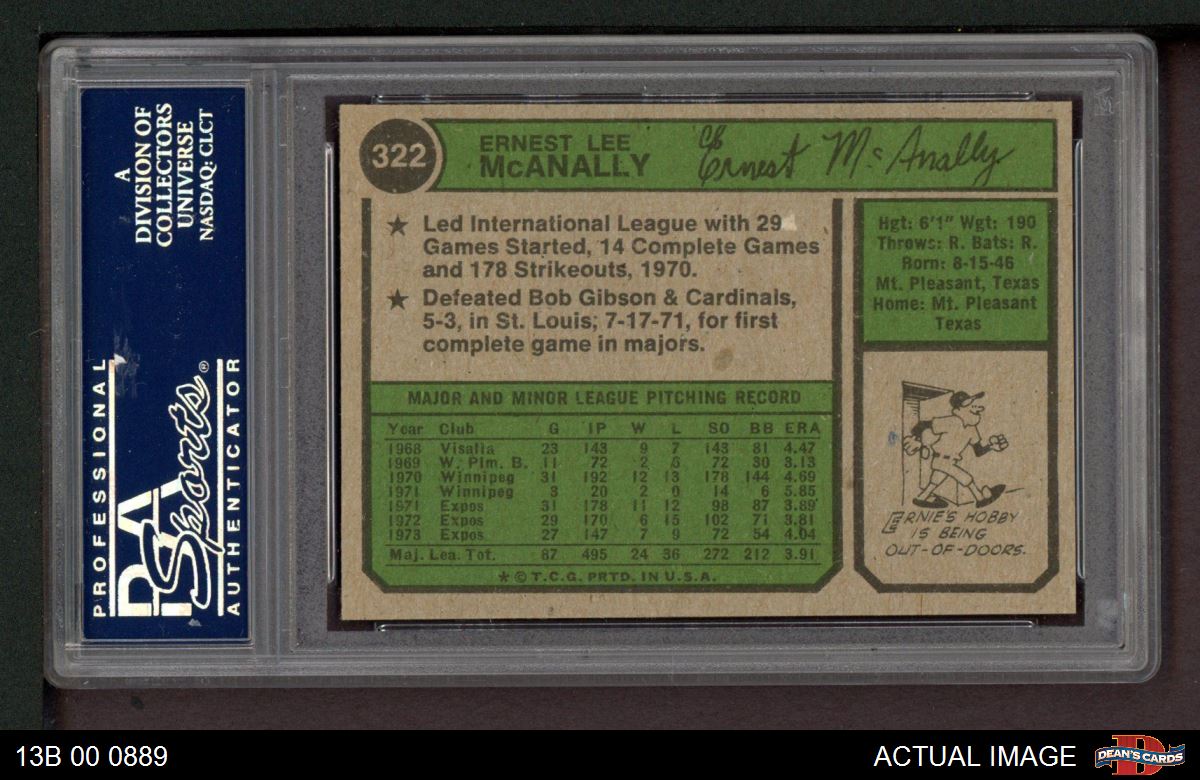 A
DIVISION OF
COLLECTORS
UNIVERSE
NASDAQ: CLCT
PROFESSIONAL
PSA
Sports®
AUTHENTICATOR
322
ERNEST LEE
McANALLY
Ernest McAnally
★ Led International League with 29
Games Started, 14 Complete Games
and 178 Strikeouts, 1970.
★ Defeated Bob Gibson & Cardinals,
5-3, in St. Louis; 7-17-71, for first
complete game in majors.
Hgt: 6'1" Wgt: 190
Throws: R. Bats: R.
Born: 8-15-46
Mt. Pleasant, Texas
Home: Mt. Pleasant
Texas
MAJOR AND MINOR LEAGUE PITCHING RECORD
Year Club G IP W L SO BB ERA
1968 Visalia 23 143 9 7 143 81 4.47
1969 W. Plm. B. 11 72 2 6 72 30 3.13
1970 Winnipeg 31 192 12 13 178 144 4.69
1971 Winnipeg 3 20 2 0 14 6 5.85
1971 Expos 31 178 11 12 98 87 3.89
1972 Expos 29 170 6 15 102 71 3.81
1973 Expos 27 147 7 9 72 54 4.04
Maj. Lea. Tot. 87 495 24 36 272 212 3.91
* © T.C.G. PRTD. IN U.S.A.
ERNIE'S HOBBY
IS BEING
OUT-OF-DOORS.
13B 00 0889
ACTUAL IMAGE
DEAN'S CARDS